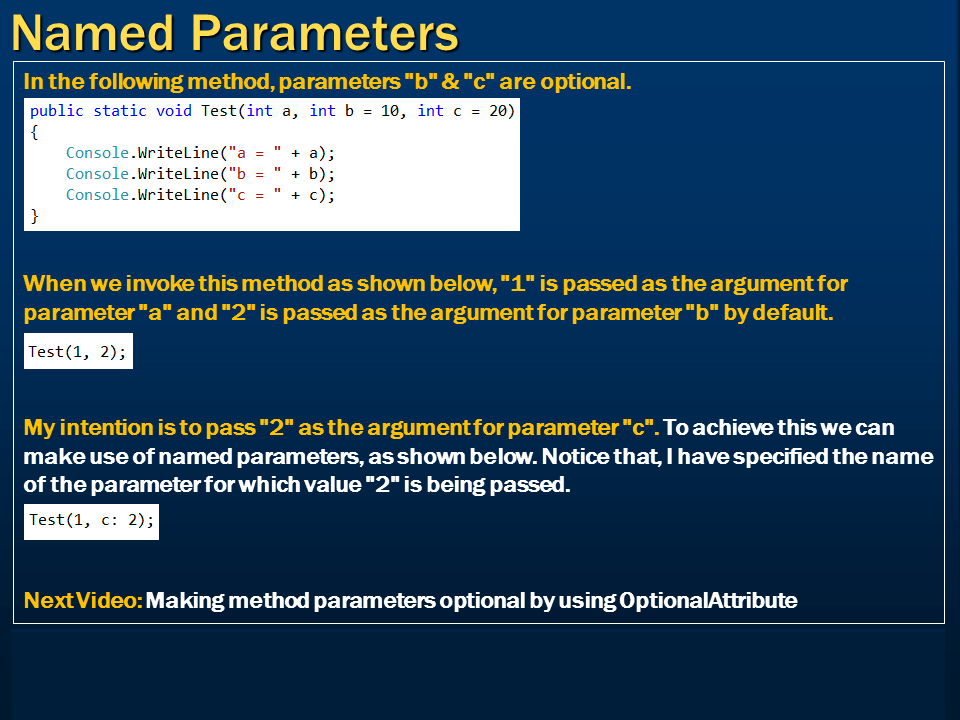 Named Parameters
In the following method, parameters "b" & "c" are optional.
public static void Test(int a, int b = 10, int c = 20)
{
    Console.WriteLine("a = " + a);
    Console.WriteLine("b = " + b);
    Console.WriteLine("c = " + c);
}
When we invoke this method as shown below, "1" is passed as the argument for
parameter "a" and "2" is passed as the argument for parameter "b" by default.
Test(1, 2);
My intention is to pass "2" as the argument for parameter "c". To achieve this we can
make use of named parameters, as shown below. Notice that, I have specified the name
of the parameter for which value "2" is being passed.
Test(1, c: 2);
Next Video: Making method parameters optional by using OptionalAttribute